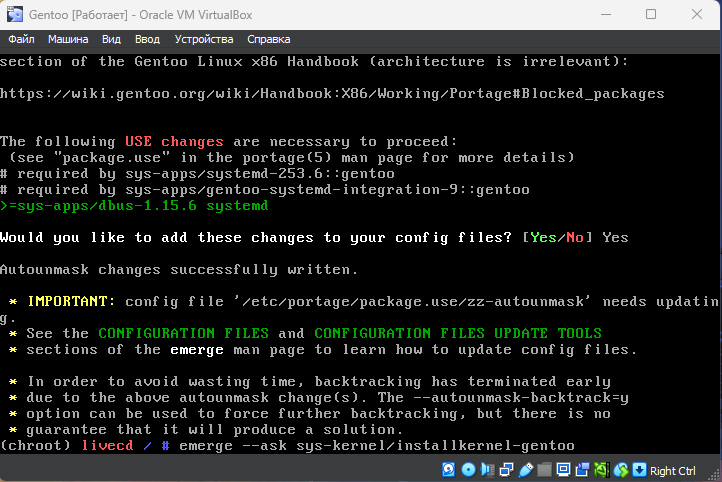 Gentoo [Работает] - Oracle VM VirtualBox
Файл Машина Вид Ввод Устройства Справка
section of the Gentoo Linux x86 Handbook (architecture is irrelevant):
https://wiki.gentoo.org/wiki/Handbook:X86/Working/Portage#Blocked_packages
The following USE changes are necessary to proceed:
(see "package.use" in the portage(5) man page for more details)
# required by sys-apps/systemd-253.6::gentoo
# required by sys-apps/gentoo-systemd-integration-9::gentoo
>=sys-apps/dbus-1.15.6 systemd
Would you like to add these changes to your config files? [Yes/No] Yes
Autounmask changes successfully written.
* IMPORTANT: config file '/etc/portage/package.use/zz-autounmask' needs updatin
g.
* See the CONFIGURATION FILES and CONFIGURATION FILES UPDATE TOOLS
* sections of the emerge man page to learn how to update config files.
* In order to avoid wasting time, backtracking has terminated early
* due to the above autounmask change(s). The --autounmask-backtrack=y
* option can be used to force further backtracking, but there is no
* guarantee that it will produce a solution.
(chroot) livecd / # emerge --ask sys-kernel/installkernel-gentoo
Right Ctrl